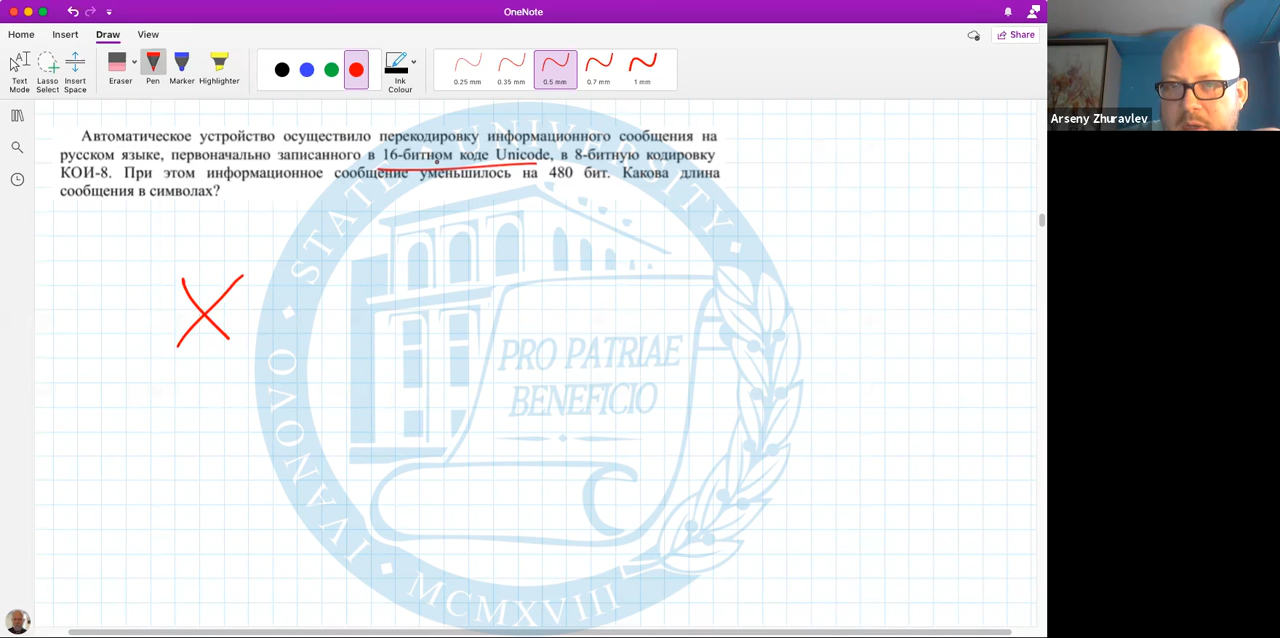 OneNote
Home Insert Draw View
Share
Text Mode
Lasso Select
Insert Space
Eraser
Pen
Marker
Highlighter
Ink Colour
0.25 mm
0.35 mm
0.5 mm
0.7 mm
1 mm
Arseny Zhuravlev
Автоматическое устройство осуществило перекодировку информационного сообщения на
русском языке, первоначально записанного в 16-битном коде Unicode, в 8-битную кодировку
КОИ-8. При этом информационное сообщение уменьшилось на 480 бит. Какова длина
сообщения в символах?
X
IVANOVO STATE UNIVERSITY
PRO PATRIAE
BENEFICIO
MCMXVIII